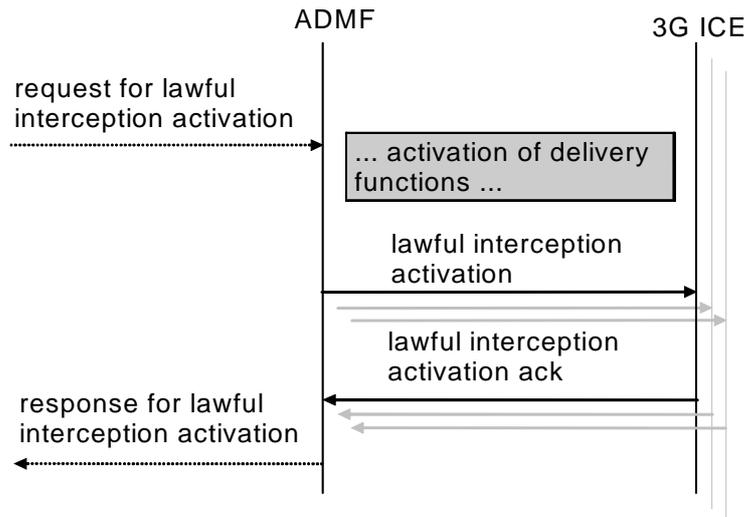 ADMF
3G ICE
request for lawful
interception activation
... activation of delivery
functions ...
lawful interception
activation
lawful interception
activation ack
response for lawful
interception activation